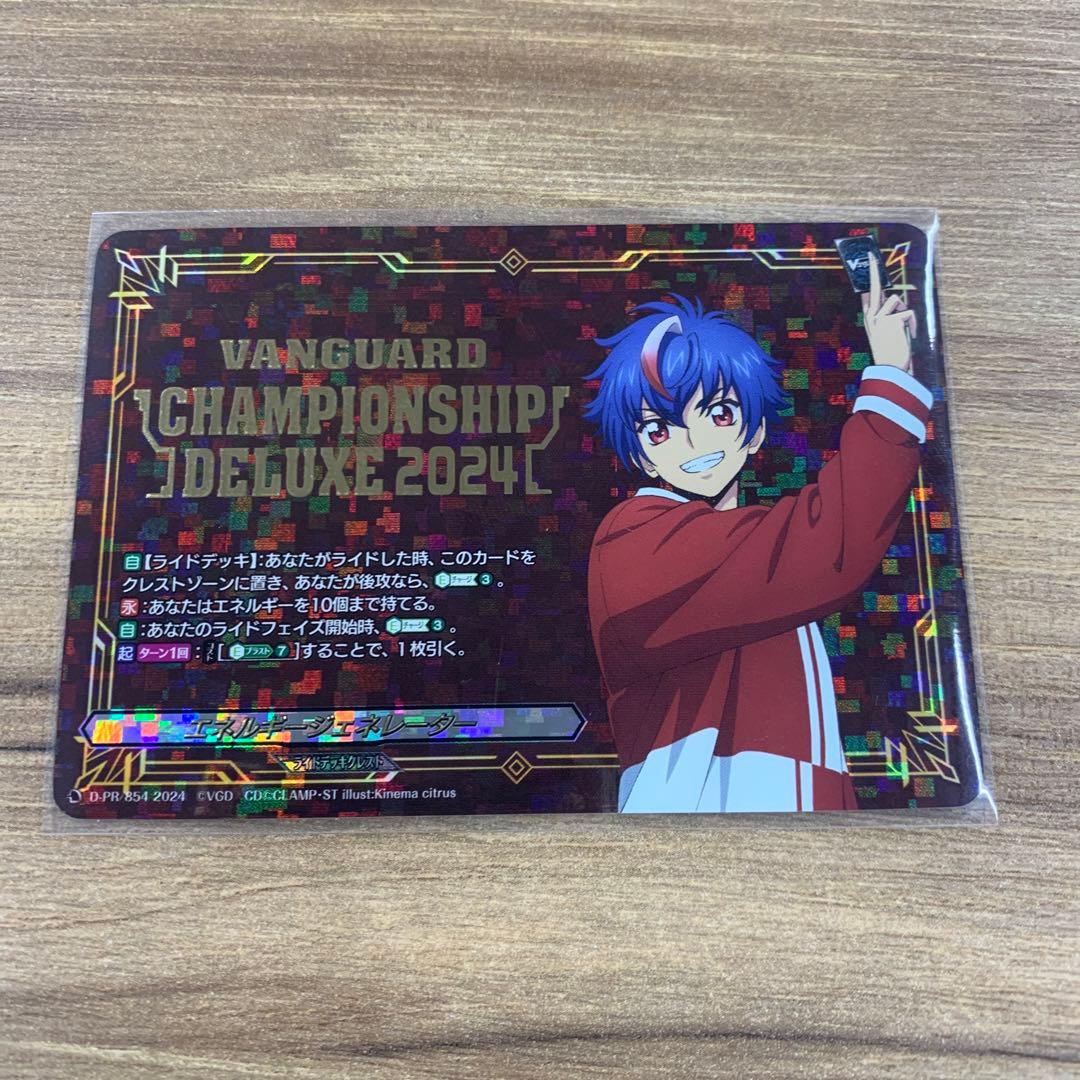 VANGUARD
CHAMPIONSHIP
DELUXE 2024
自【ライドデッキ】:あなたがライドした時、このカードを
クレストゾーンに置き、あなたが後攻なら、Eチャージ 3 。
永:あなたはエネルギーを10個まで持てる。
自:あなたのライドフェイズ開始時、Eチャージ 3 。
起 ターン1回 : コスト[Eブラスト 7 ]することで、1枚引く。
エネルギージェネレーター
ライドデッキクレスト
D-PR/854 2024 ©VGD CD:CLAMP・ST illust:Kinema citrus